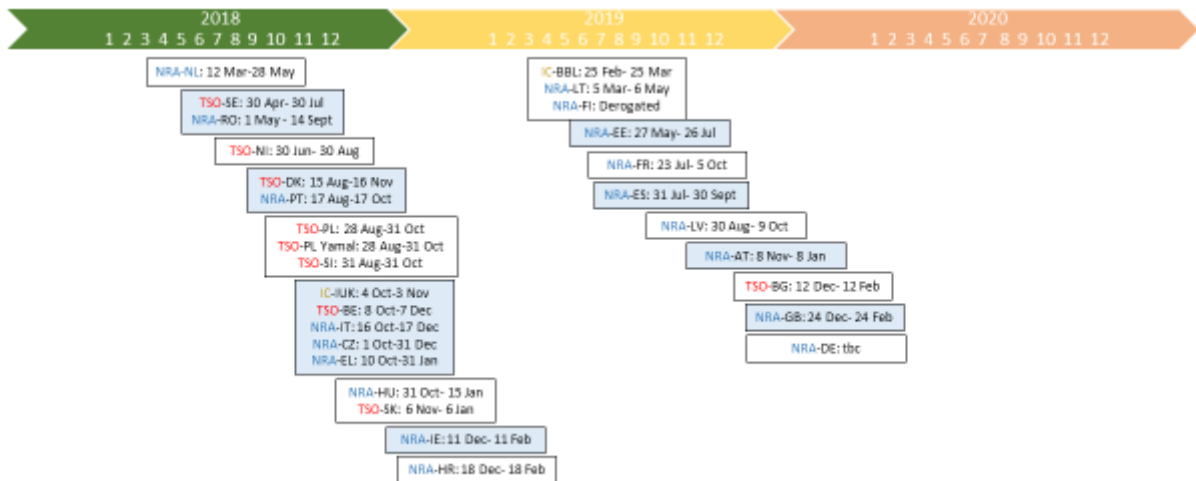 2018
1 2 3 4 5 6 7 8 9 10 11 12
2019
1 2 3 4 5 6 7 8 9 10 11 12
2020
1 2 3 4 5 6 7 8 9 10 11 12
NRA-NL: 12 Mar-28 May
TSO-SE: 30 Apr- 30 Jul
NRA-RO: 1 May - 14 Sept
TSO-NI: 30 Jun- 30 Aug
TSO-DK: 15 Aug-16 Nov
NRA-PT: 17 Aug-17 Oct
TSO-PL: 28 Aug-31 Oct
TSO-PL Yamal: 28 Aug-31 Oct
TSO-SI: 31 Aug-31 Oct
IC-IUK: 4 Oct-3 Nov
TSO-BE: 8 Oct-7 Dec
NRA-IT: 16 Oct-17 Dec
NRA-CZ: 1 Oct-31 Dec
NRA-EL: 10 Oct-31 Jan
NRA-HU: 31 Oct- 15 Jan
TSO-SK: 6 Nov- 6 Jan
NRA-IE: 11 Dec- 11 Feb
NRA-HR: 18 Dec- 18 Feb
IC-BBL: 25 Feb- 25 Mar
NRA-LT: 5 Mar- 6 May
NRA-FI: Derogated
NRA-EE: 27 May- 26 Jul
NRA-FR: 23 Jul- 5 Oct
NRA-ES: 31 Jul- 30 Sept
NRA-LV: 30 Aug- 9 Oct
NRA-AT: 8 Nov- 8 Jan
TSO-BG: 12 Dec- 12 Feb
NRA-GB: 24 Dec- 24 Feb
NRA-DE: tbc